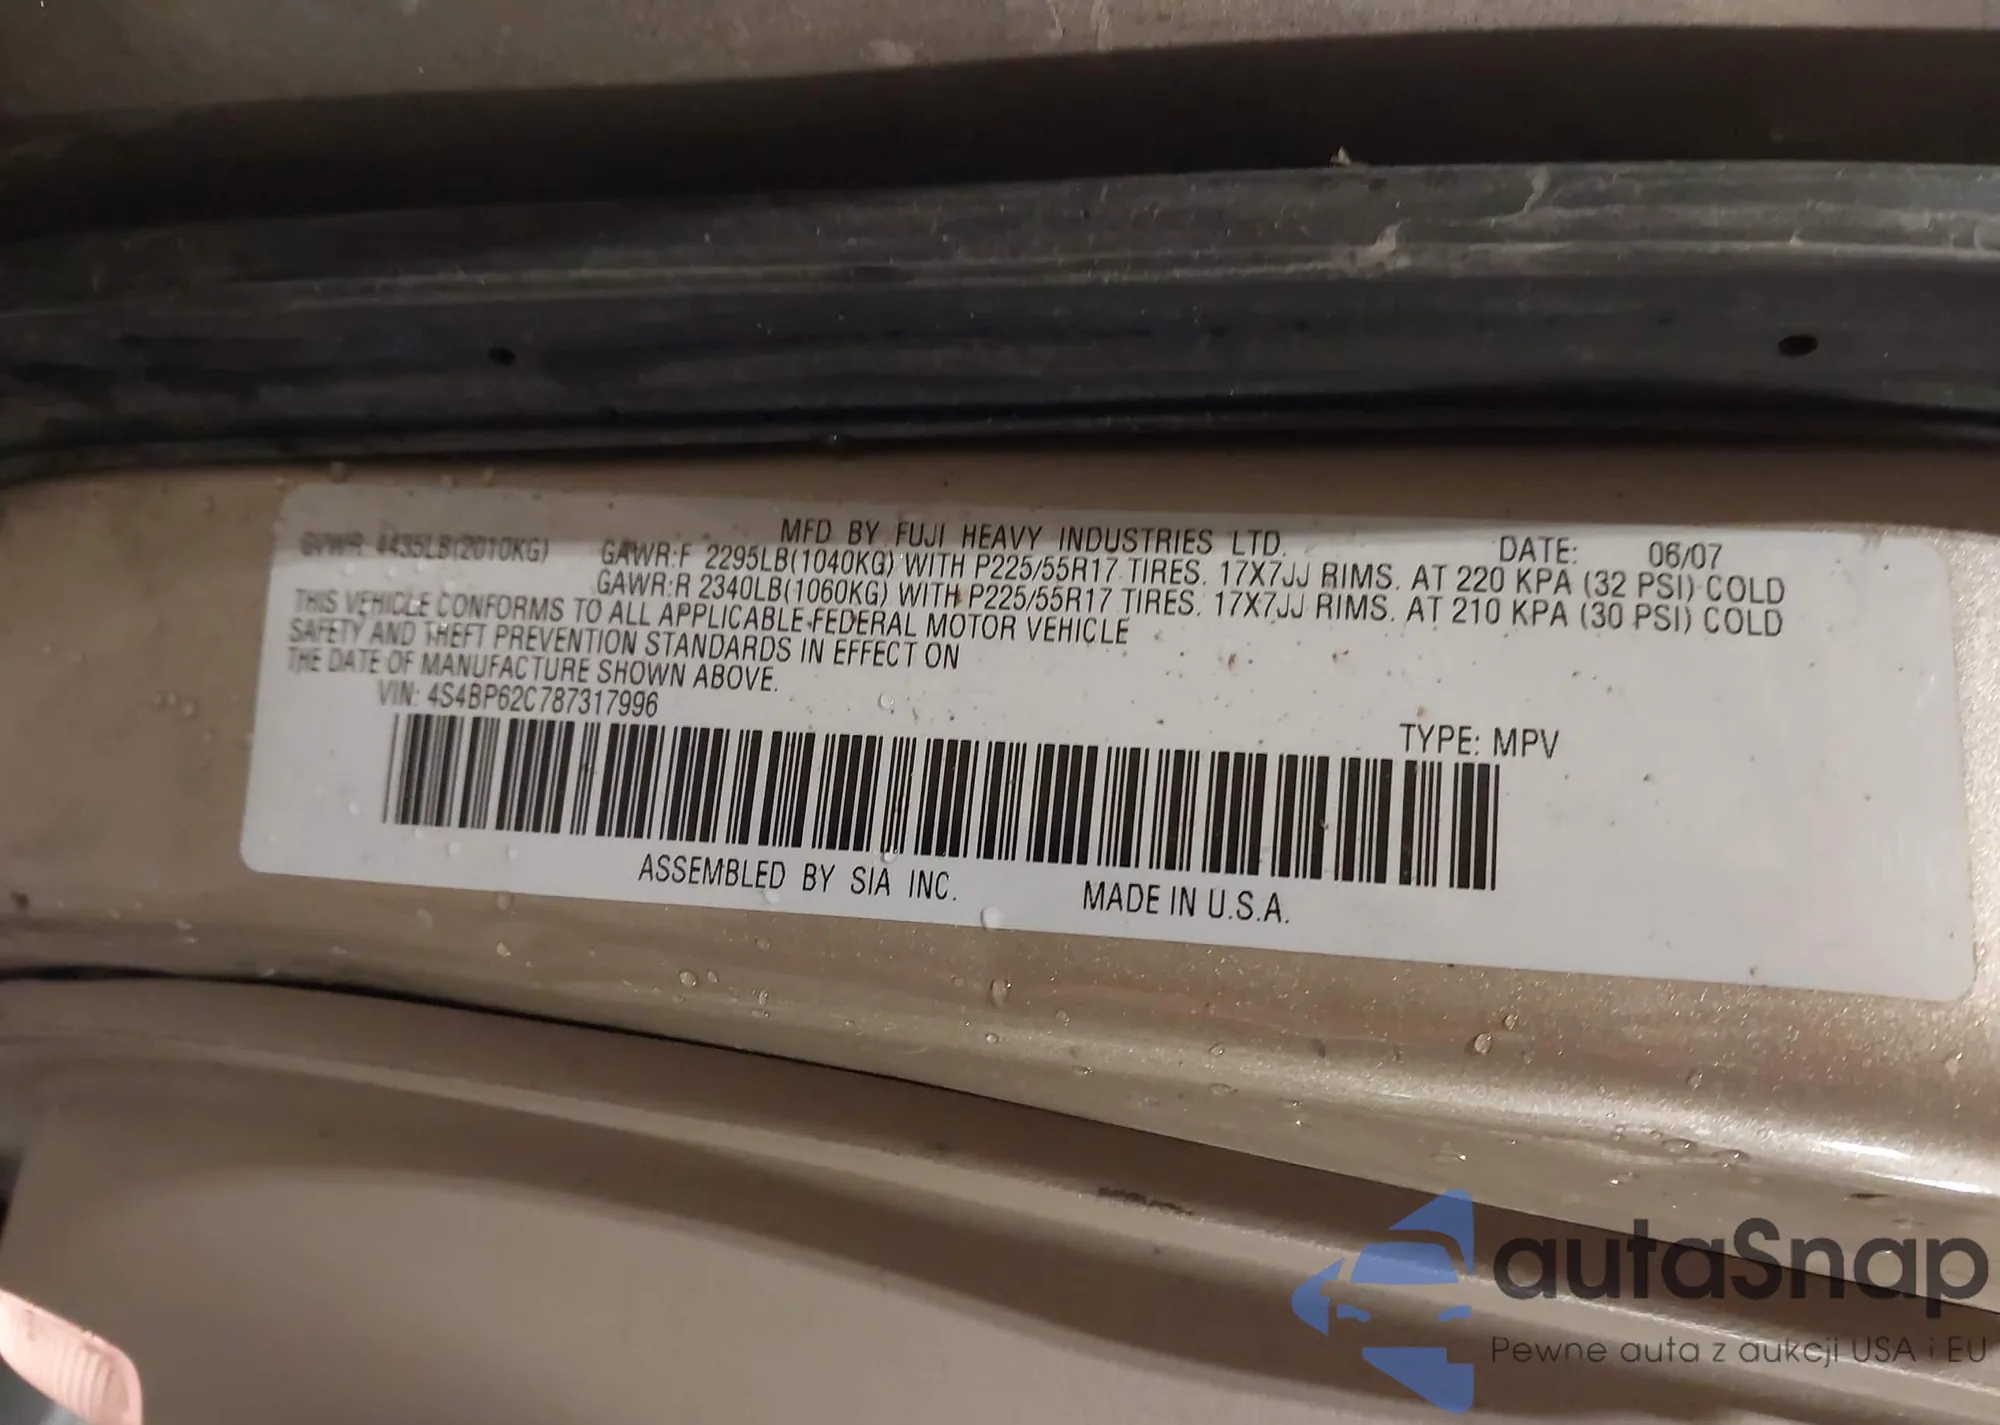 MFD BY FUJI HEAVY INDUSTRIES LTD. DATE: 06/07
GVWR 4435LB(2010KG) GAWR:F 2295LB(1040KG) WITH P225/55R17 TIRES. 17X7JJ RIMS. AT 220 KPA (32 PSI) COLD
GAWR:R 2340LB(1060KG) WITH P225/55R17 TIRES. 17X7JJ RIMS. AT 210 KPA (30 PSI) COLD
THIS VEHICLE CONFORMS TO ALL APPLICABLE FEDERAL MOTOR VEHICLE
SAFETY AND THEFT PREVENTION STANDARDS IN EFFECT ON
THE DATE OF MANUFACTURE SHOWN ABOVE.
VIN: 4S4BP62C787317996
TYPE: MPV
ASSEMBLED BY SIA INC. MADE IN U.S.A.
autaSnap
Pewne auta z aukcji USA i EU